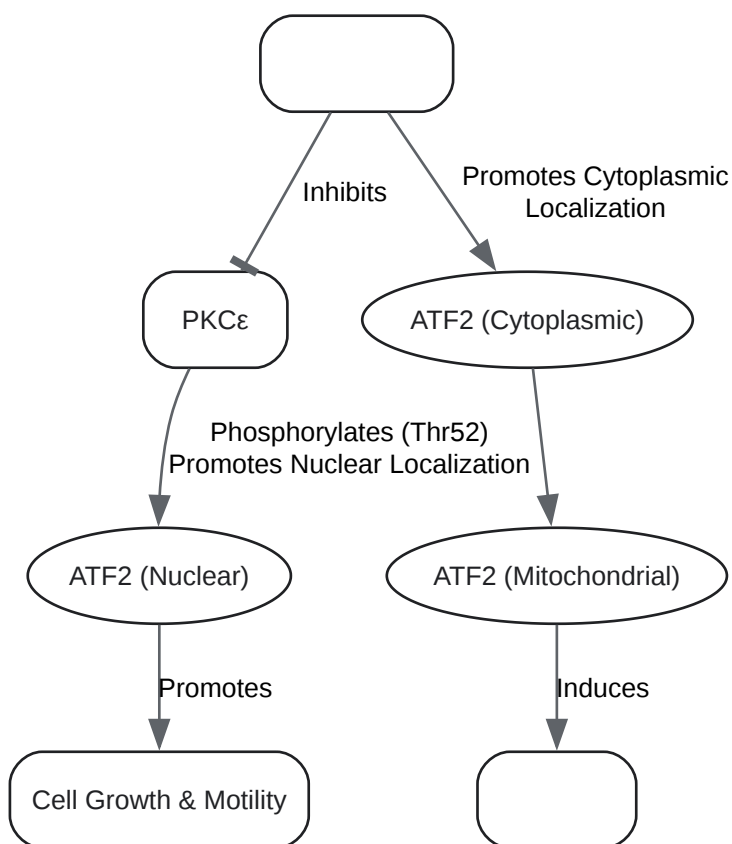 Inhibits
Promotes Cytoplasmic
Localization
PKCε
ATF2 (Cytoplasmic)
Phosphorylates (Thr52)
Promotes Nuclear Localization
ATF2 (Nuclear)
ATF2 (Mitochondrial)
Promotes
Induces
Cell Growth & Motility